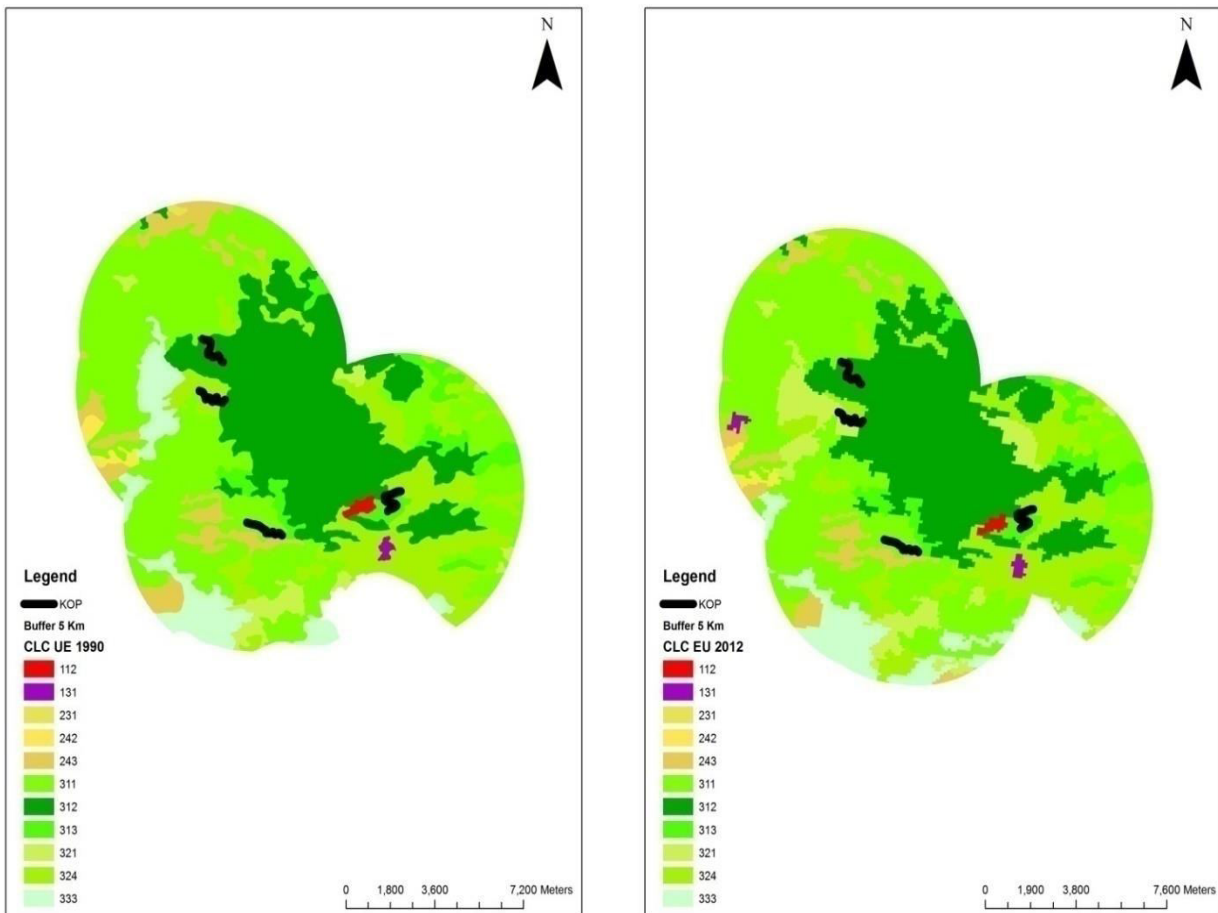 N
Legend
KOP
Buffer 5 Km
CLC UE 1990
112
131
231
242
243
311
312
313
321
324
333
0 1,800 3,600 7,200 Meters
N
Legend
KOP
Buffer 5 Km
CLC EU 2012
112
131
231
242
243
311
312
313
321
324
333
0 1,900 3,800 7,600 Meters